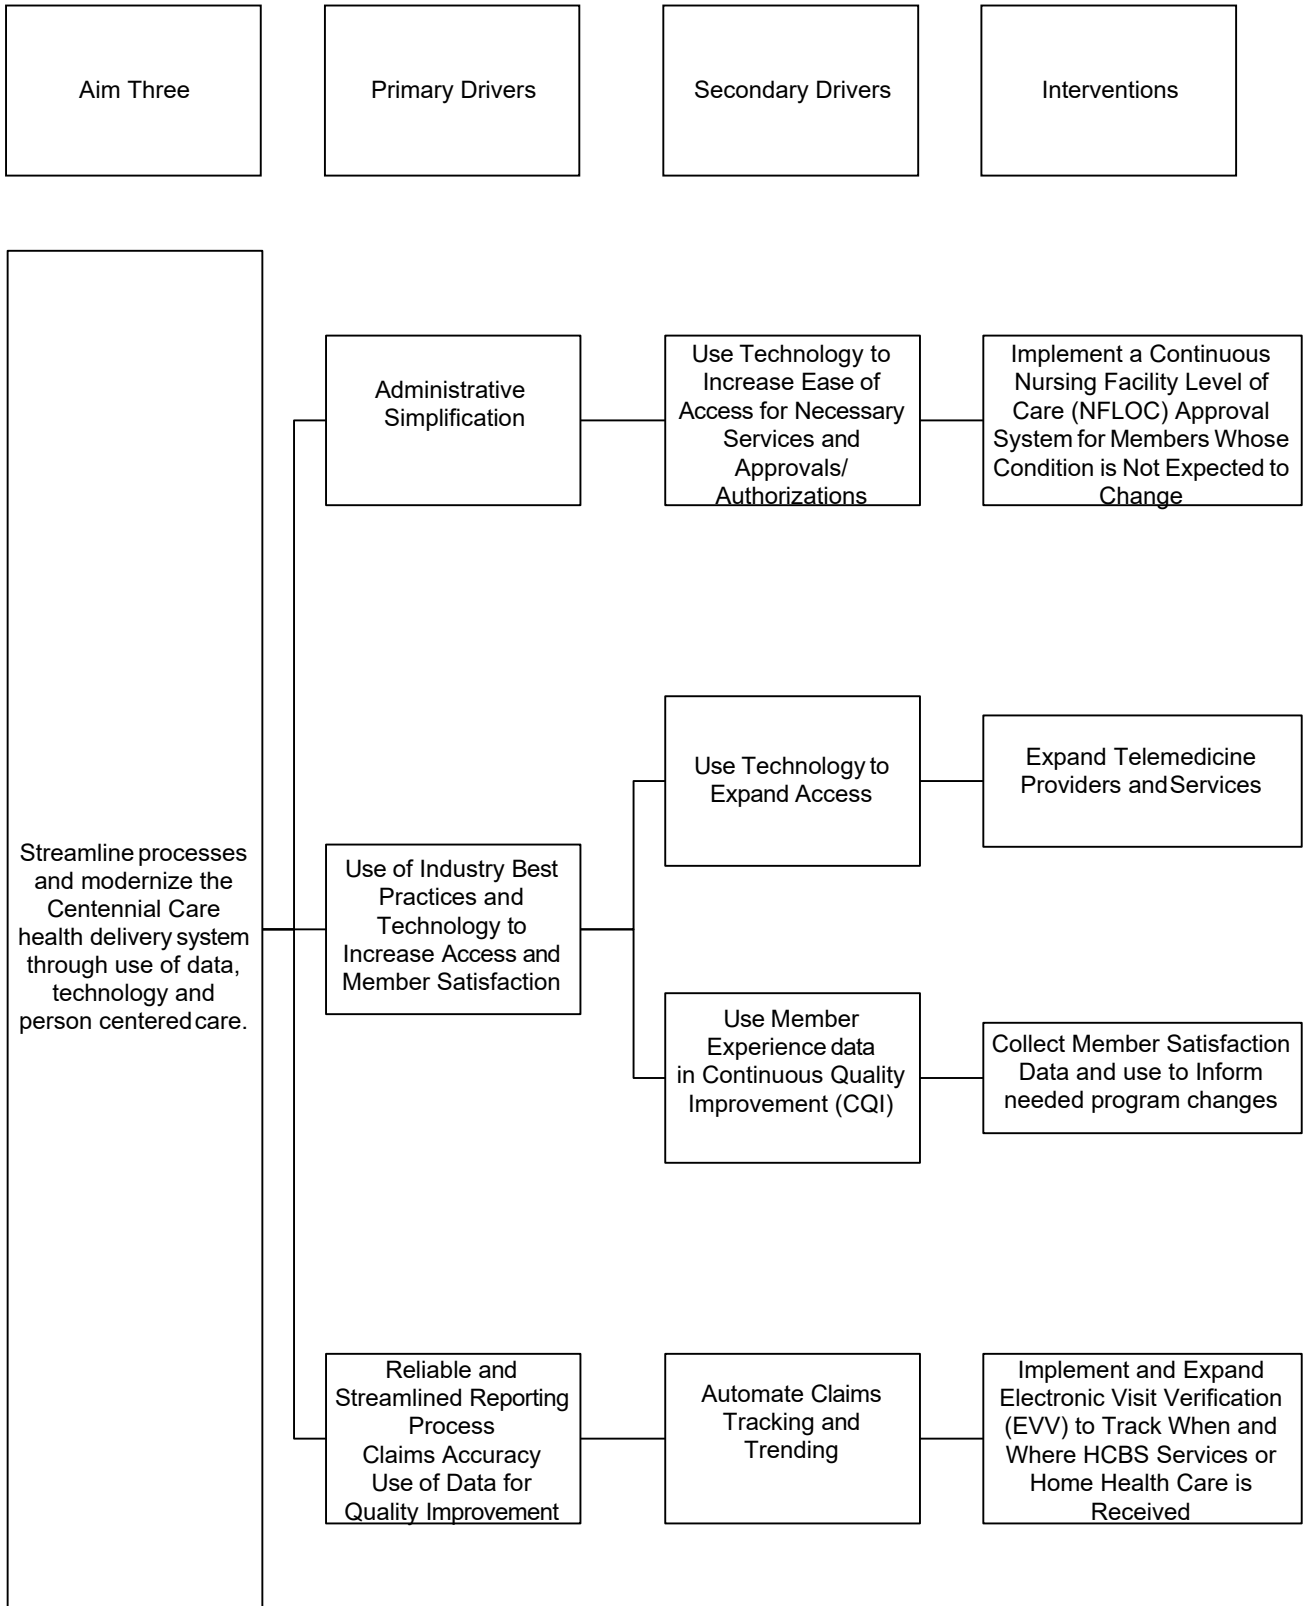 Aim Three
Primary Drivers
Secondary Drivers
Interventions
Streamline processes
and modernize the
Centennial Care
health delivery system
through use of data,
technology and
person centered care.
Administrative
Simplification
Use Technology to
Increase Ease of
Access for Necessary
Services and
Approvals/
Authorizations
Implement a Continuous
Nursing Facility Level of
Care (NFLOC) Approval
System for Members Whose
Condition is Not Expected to
Change
Use of Industry Best
Practices and
Technology to
Increase Access and
Member Satisfaction
Use Technology to
Expand Access
Expand Telemedicine
Providers and Services
Use Member
Experience data
in Continuous Quality
Improvement (CQI)
Collect Member Satisfaction
Data and use to Inform
needed program changes
Reliable and
Streamlined Reporting
Process
Claims Accuracy
Use of Data for
Quality Improvement
Automate Claims
Tracking and
Trending
Implement and Expand
Electronic Visit Verification
(EVV) to Track When and
Where HCBS Services or
Home Health Care is
Received